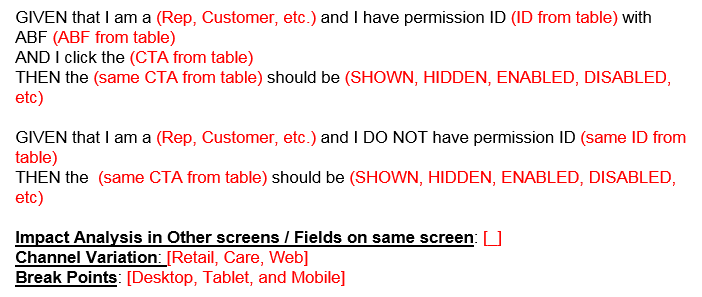 GIVEN that I am a (Rep, Customer, etc.) and I have permission ID (ID from table) with
ABF (ABF from table)
AND I click the (CTA from table)
THEN the (same CTA from table) should be (SHOWN, HIDDEN, ENABLED, DISABLED,
etc)
GIVEN that I am a (Rep, Customer, etc.) and I DO NOT have permission ID (same ID from
table)
THEN the  (same CTA from table) should be (SHOWN, HIDDEN, ENABLED, DISABLED,
etc)
Impact Analysis in Other screens / Fields on same screen: [_]
Channel Variation: [Retail, Care, Web]
Break Points: [Desktop, Tablet, and Mobile]